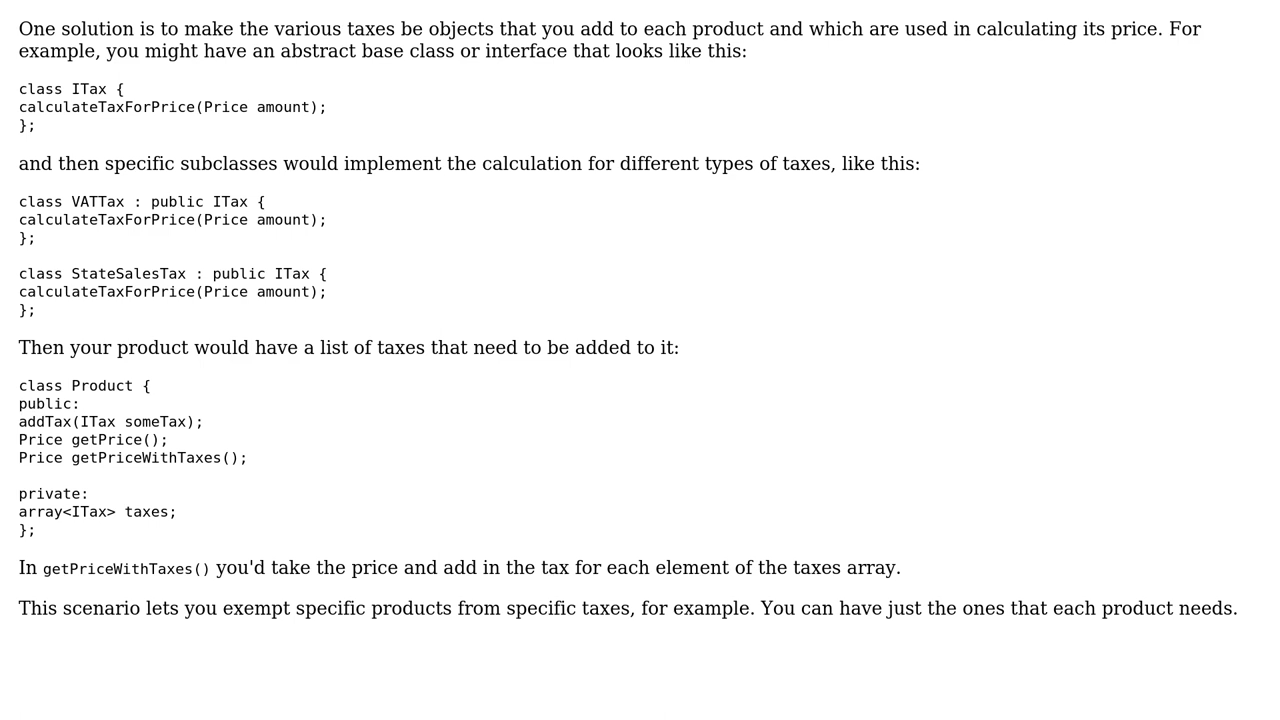 One solution is to make the various taxes be objects that you add to each product and which are used in calculating its price. For
example, you might have an abstract base class or interface that looks like this:
class ITax {
calculateTaxForPrice(Price amount);
};
and then specific subclasses would implement the calculation for different types of taxes, like this:
class VATTax : public ITax {
calculateTaxForPrice(Price amount);
};
class StateSalesTax : public ITax {
calculateTaxForPrice(Price amount);
};
Then your product would have a list of taxes that need to be added to it:
class Product {
public:
addTax(ITax someTax);
Price getPrice();
Price getPriceWithTaxes();
private:
array<ITax> taxes;
};
In getPriceWithTaxes() you'd take the price and add in the tax for each element of the taxes array.
This scenario lets you exempt specific products from specific taxes, for example. You can have just the ones that each product needs.